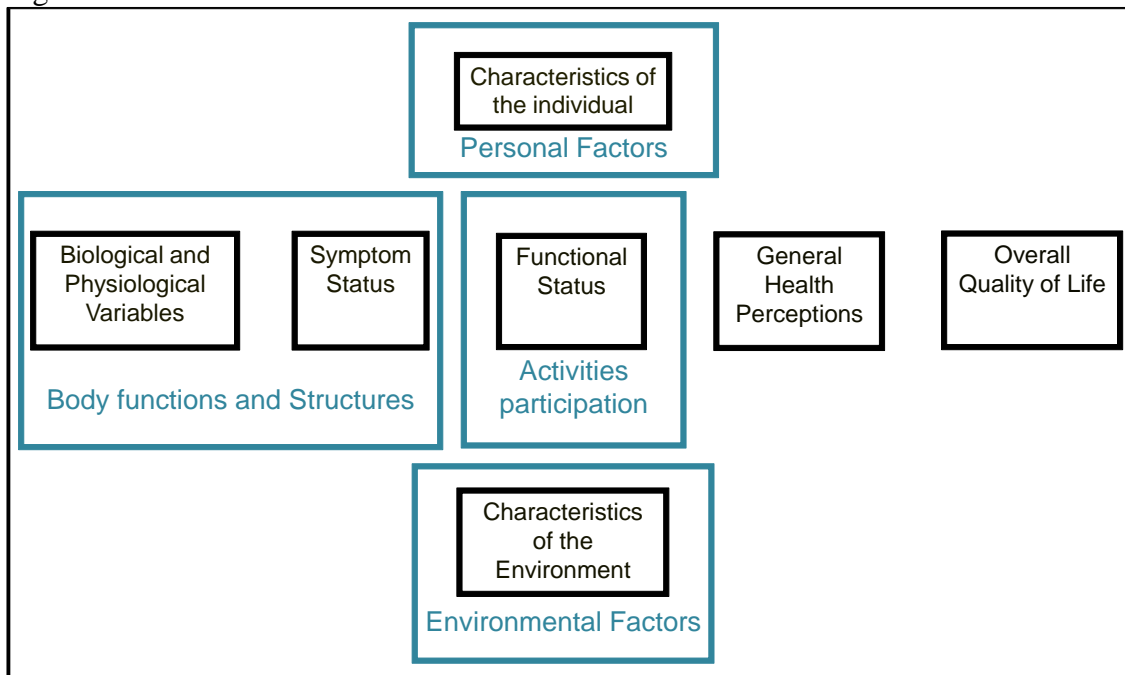 Characteristics of
the individual
Personal Factors
Biological and
Physiological
Variables
Symptom
Status
Body functions and Structures
Functional
Status
Activities
participation
General
Health
Perceptions
Overall
Quality of Life
Characteristics
of the
Environment
Environmental Factors